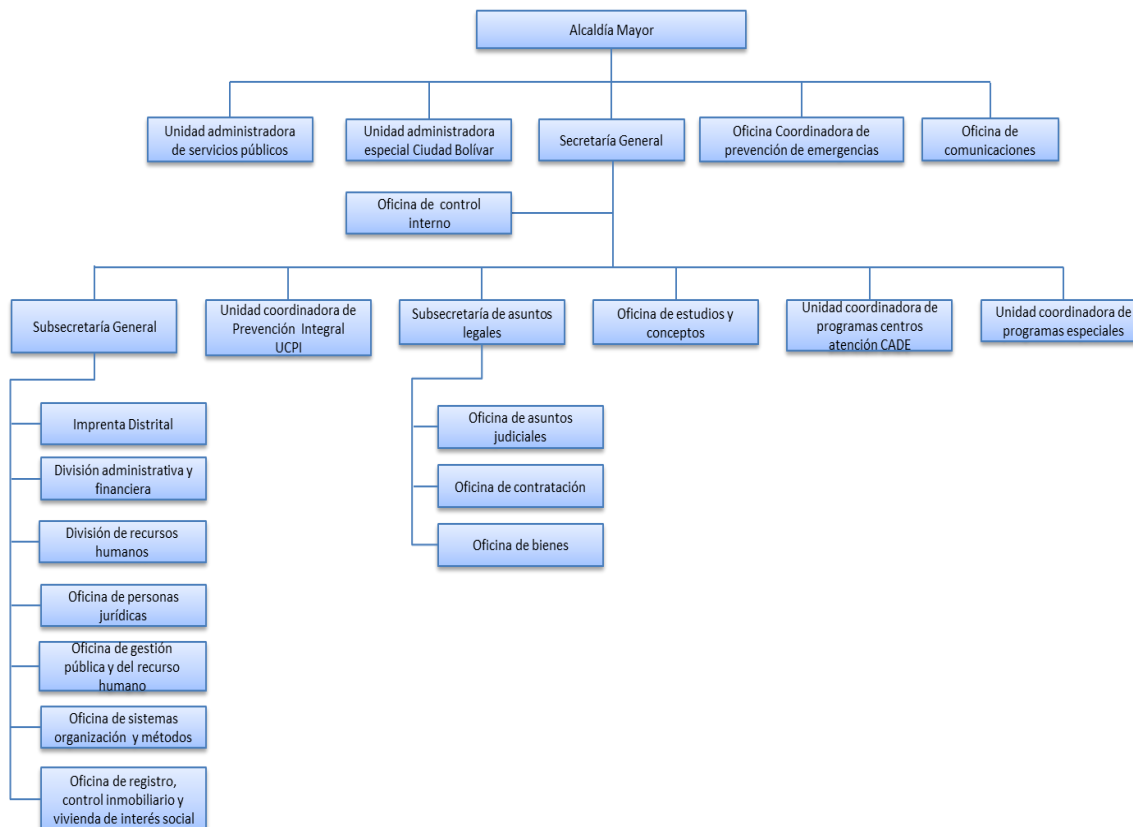 Alcaldía Mayor
Unidad administradora
de servicios públicos
Unidad administradora
especial Ciudad Bolívar
Secretaría General
Oficina Coordinadora de
prevención de emergencias
Oficina de
comunicaciones
Oficina de control
interno
Subsecretaría General
Unidad coordinadora de
Prevención Integral
UCPI
Subsecretaría de asuntos
legales
Oficina de estudios y
conceptos
Unidad coordinadora de
programas centros
atención CADE
Unidad coordinadora de
programas especiales
Imprenta Distrital
División administrativa y
financiera
División de recursos
humanos
Oficina de personas
jurídicas
Oficina de gestión
pública y del recurso
humano
Oficina de sistemas
organización y métodos
Oficina de registro,
control inmobiliario y
vivienda de interés social
Oficina de asuntos
judiciales
Oficina de contratación
Oficina de bienes